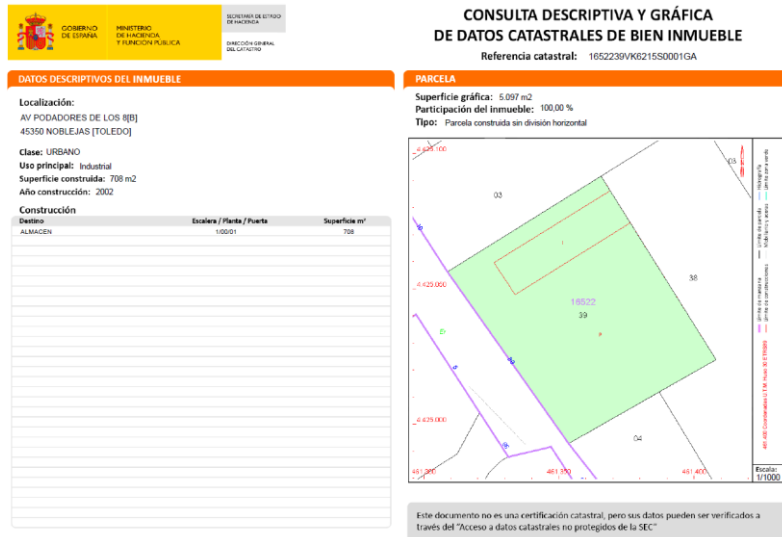 GOBIERNO
DE ESPAÑA
MINISTERIO
DE HACIENDA
Y FUNCIÓN PÚBLICA
SECRETARÍA DE ESTADO
DE HACIENDA
DIRECCIÓN GENERAL
DEL CATASTRO
CONSULTA DESCRIPTIVA Y GRÁFICA
DE DATOS CATASTRALES DE BIEN INMUEBLE
Referencia catastral: 1652239VK6215S0001GA
DATOS DESCRIPTIVOS DEL INMUEBLE
Localización:
AV PODADORES DE LOS 8[B]
45350 NOBLEJAS [TOLEDO]
Clase: URBANO
Uso principal: Industrial
Superficie construida: 708 m2
Año construcción: 2002
Construcción
Destino Escalera / Planta / Puerta Superficie m²
ALMACEN 1/00/01 708
PARCELA
Superficie gráfica: 5.097 m2
Participación del inmueble: 100,00 %
Tipo: Parcela construida sin división horizontal
4.425.100
03
03
4.425.050
38
16522
39
4.425.000
04
461.350
461.400
Escala:
1/1000
Este documento no es una certificación catastral, pero sus datos pueden ser verificados a
través del "Acceso a datos catastrales no protegidos de la SEC"